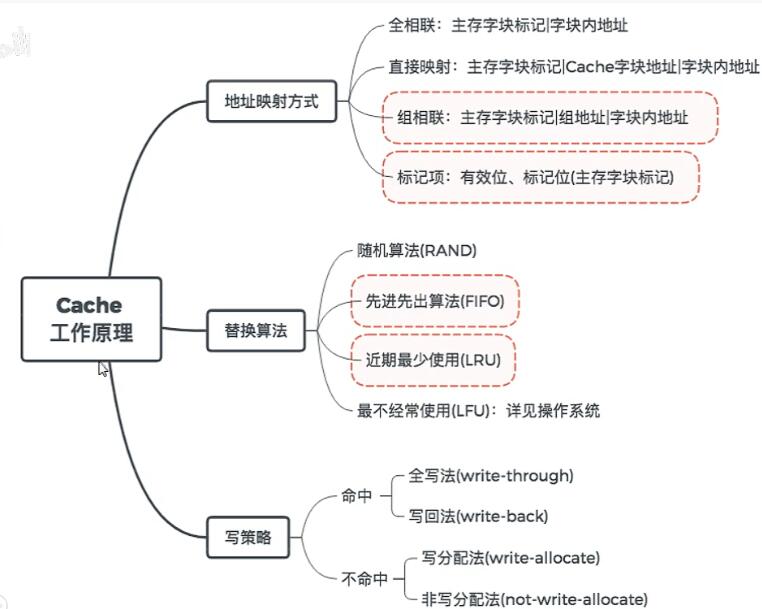 Cache
工作原理
地址映射方式
全相联：主存字块标记|字块内地址
直接映射：主存字块标记|Cache字块地址|字块内地址
组相联：主存字块标记|组地址|字块内地址
标记项：有效位、标记位(主存字块标记)
替换算法
随机算法(RAND)
先进先出算法(FIFO)
近期最少使用(LRU)
最不经常使用(LFU)：详见操作系统
写策略
命中
全写法(write-through)
写回法(write-back)
不命中
写分配法(write-allocate)
非写分配法(not-write-allocate)